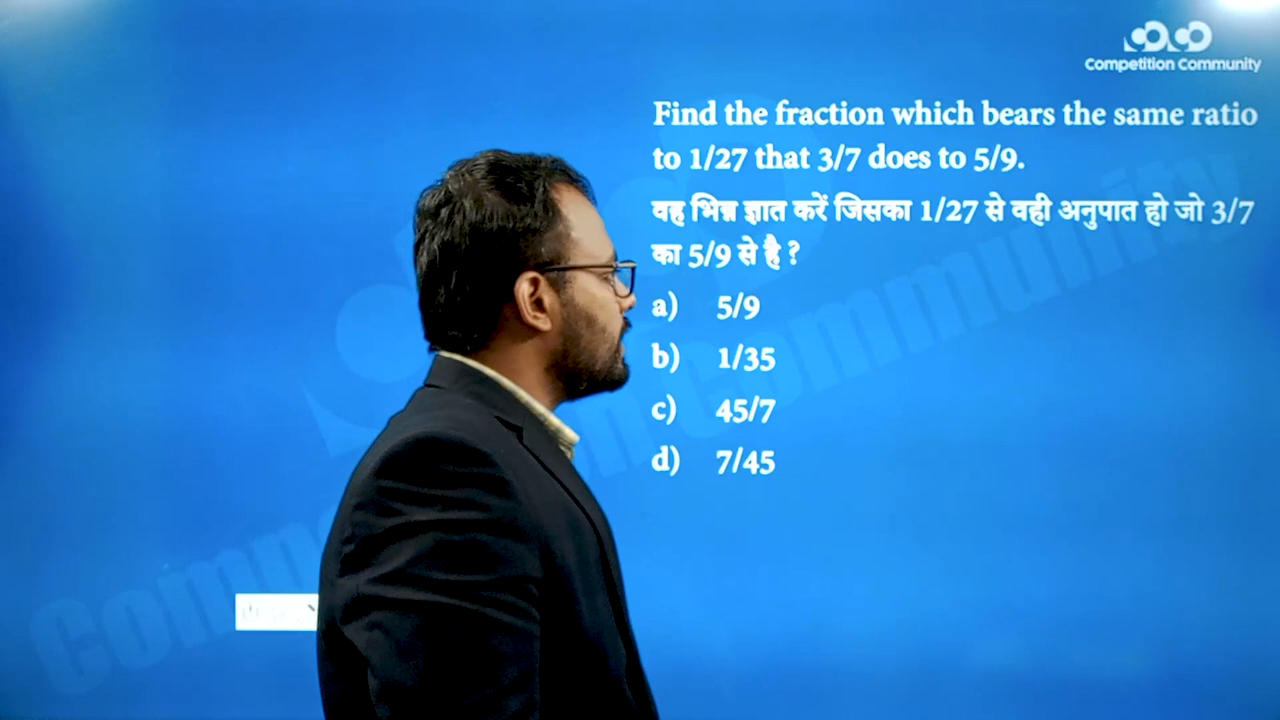 Competition Community
Find the fraction which bears the same ratio
to 1/27 that 3/7 does to 5/9.
वह भिन्न ज्ञात करें जिसका 1/27 से वही अनुपात हो जो 3/7
का 5/9 से है ?
a) 5/9
b) 1/35
c) 45/7
d) 7/45
Community